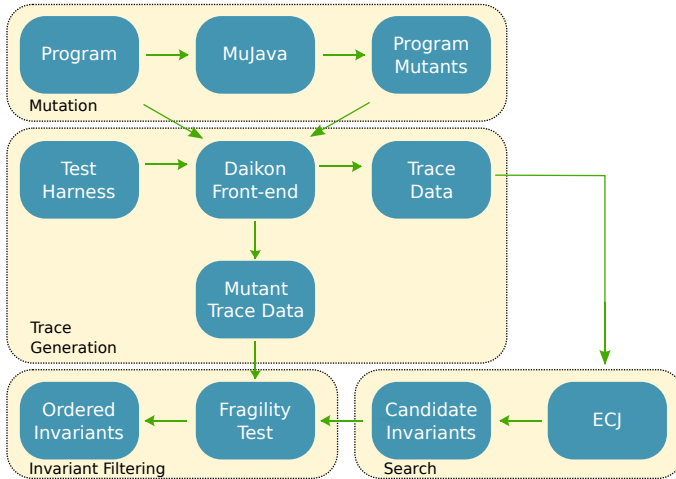 Program
MuJava
Program
Mutants
Mutation
Test
Harness
Daikon
Front-end
Trace
Data
Mutant
Trace Data
Trace
Generation
Ordered
Invariants
Fragility
Test
Candidate
Invariants
ECJ
Invariant Filtering
Search